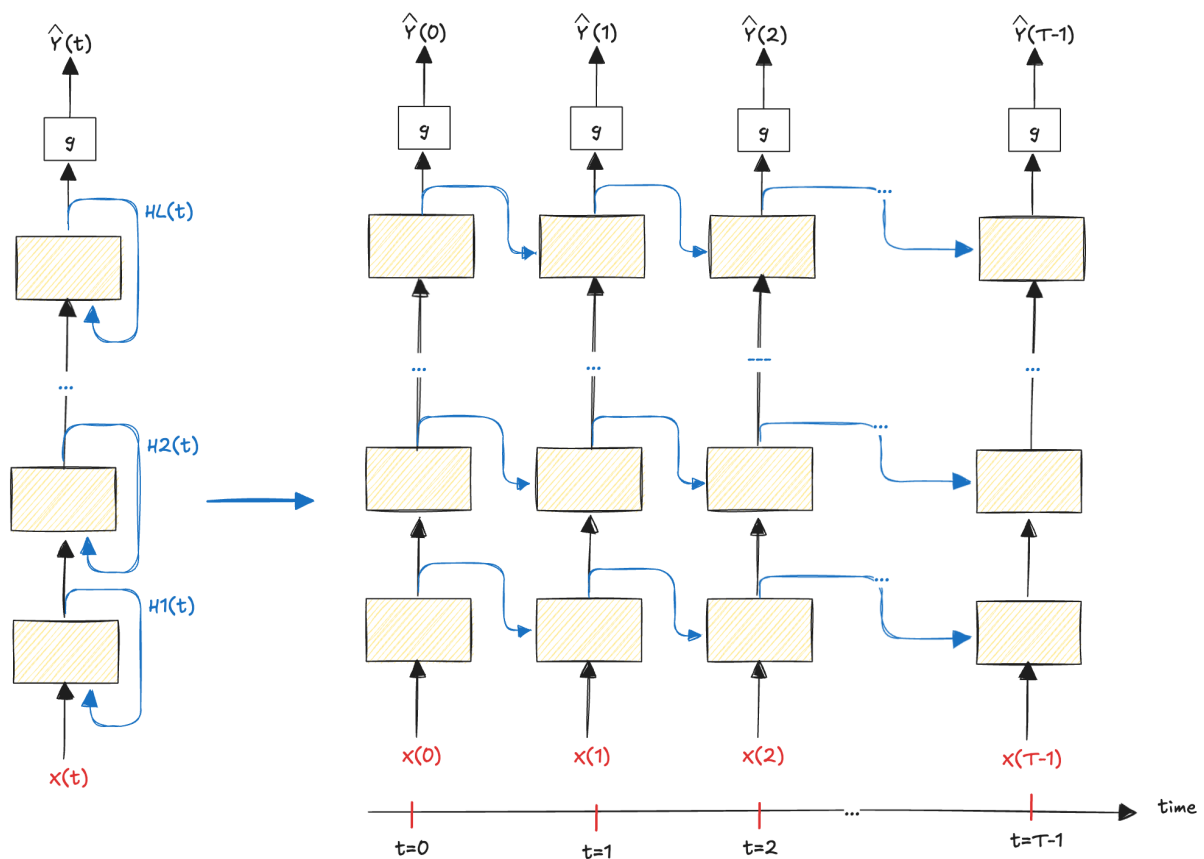 Ŷ(t)
Ŷ(0)
Ŷ(1)
Ŷ(2)
Ŷ(T-1)
g
g
g
g
g
HL(t)
...
...
...
...
---
...
H2(t)
...
H1(t)
...
x(t)
x(0)
x(1)
x(2)
x(T-1)
...
time
t=0
t=1
t=2
t=T-1